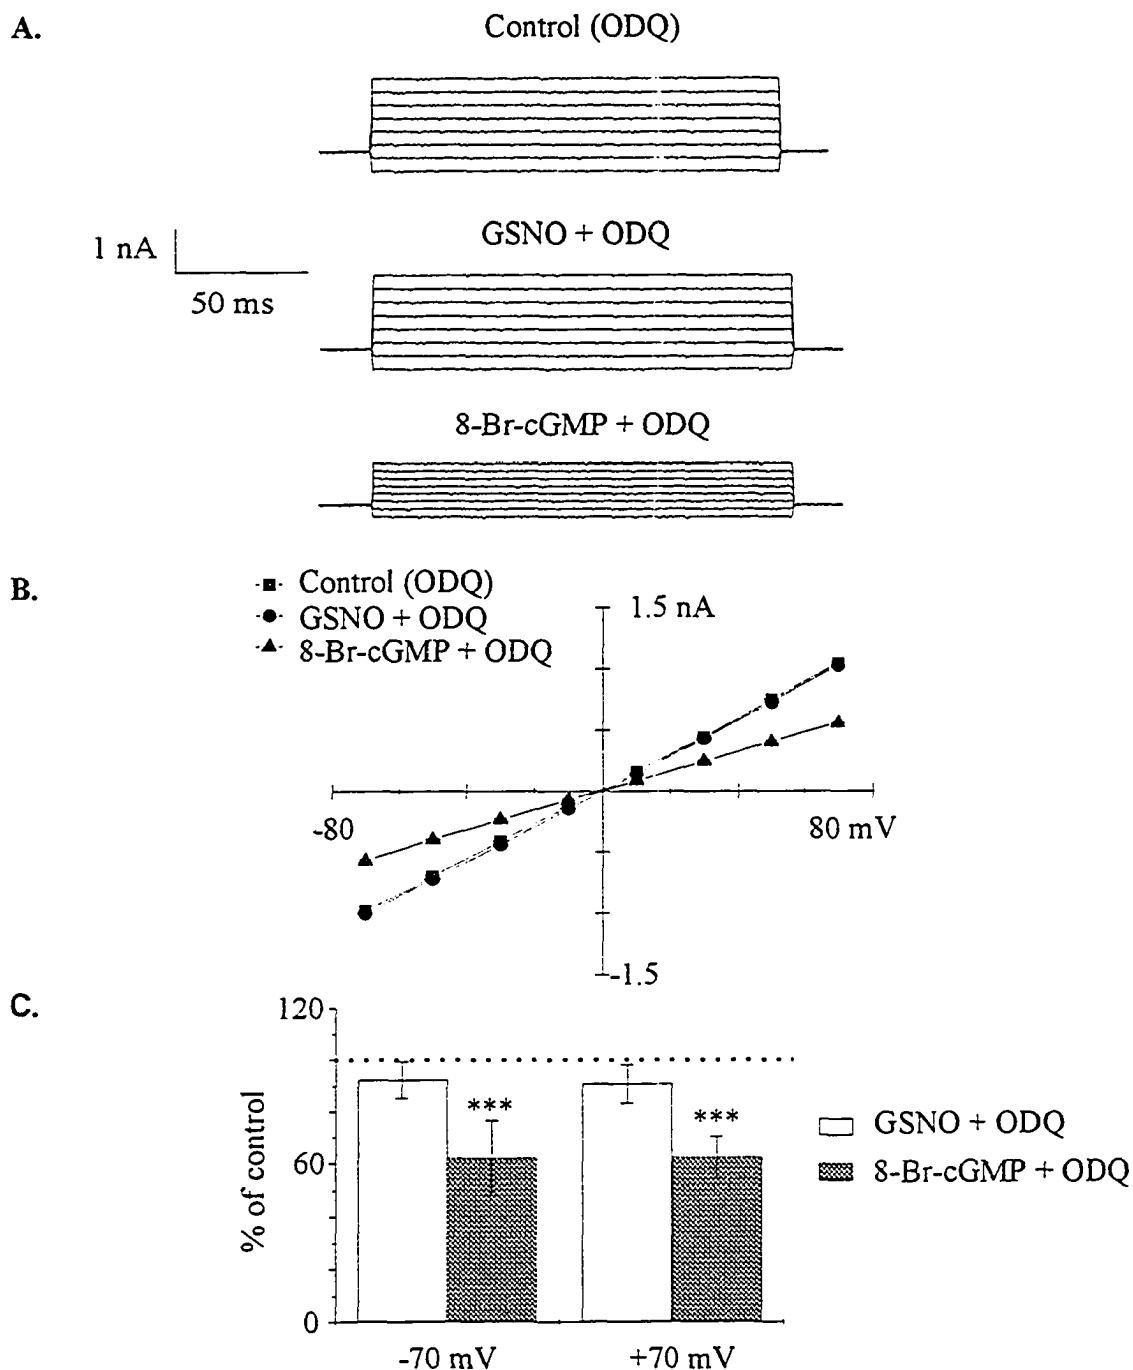 A.
Control (ODQ)
GSNO + ODQ
1 nA
50 ms
8-Br-cGMP + ODQ
B.
Control (ODQ)
GSNO + ODQ
8-Br-cGMP + ODQ
1.5 nA
-80
80 mV
-1.5
C.
120
60
0
% of control
***
***
-70 mV
+70 mV
GSNO + ODQ
8-Br-cGMP + ODQ